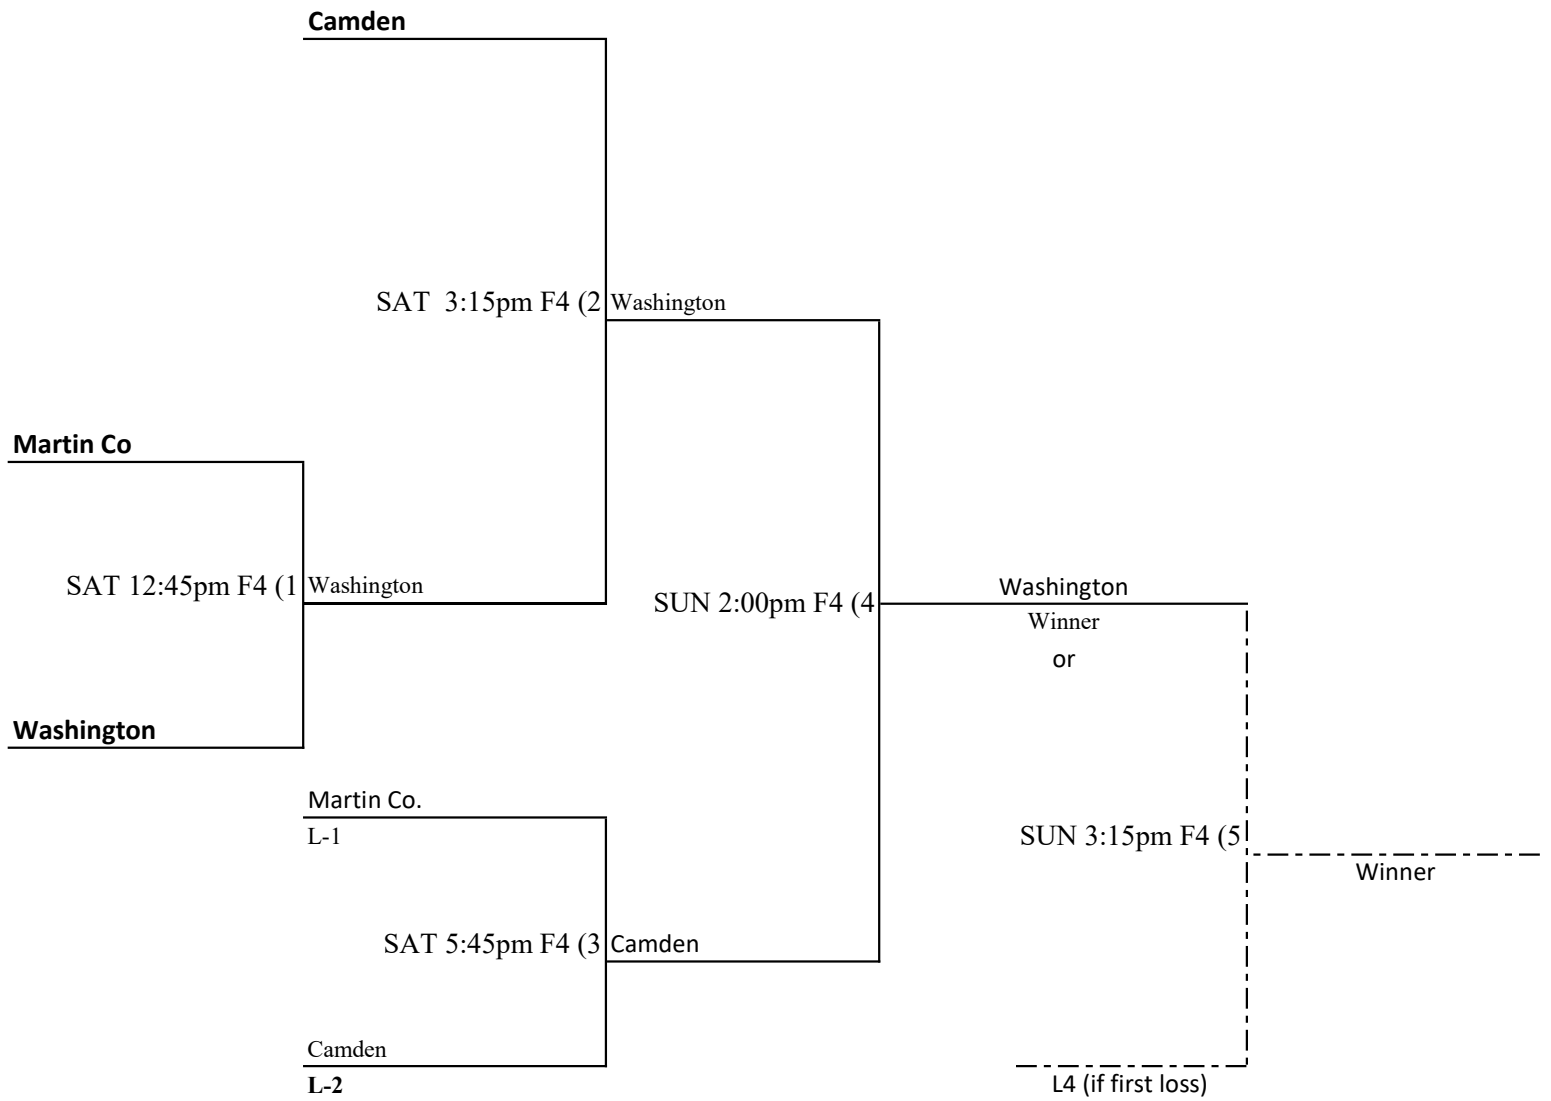 Camden
SAT  3:15pm F4 (2
Washington
Martin Co
SAT 12:45pm F4 (1
Washington
SUN 2:00pm F4 (4
Washington
Winner
or
Washington
Martin Co.
L-1
SUN 3:15pm F4 (5
Winner
SAT 5:45pm F4 (3
Camden
Camden
L-2
L4 (if first loss)